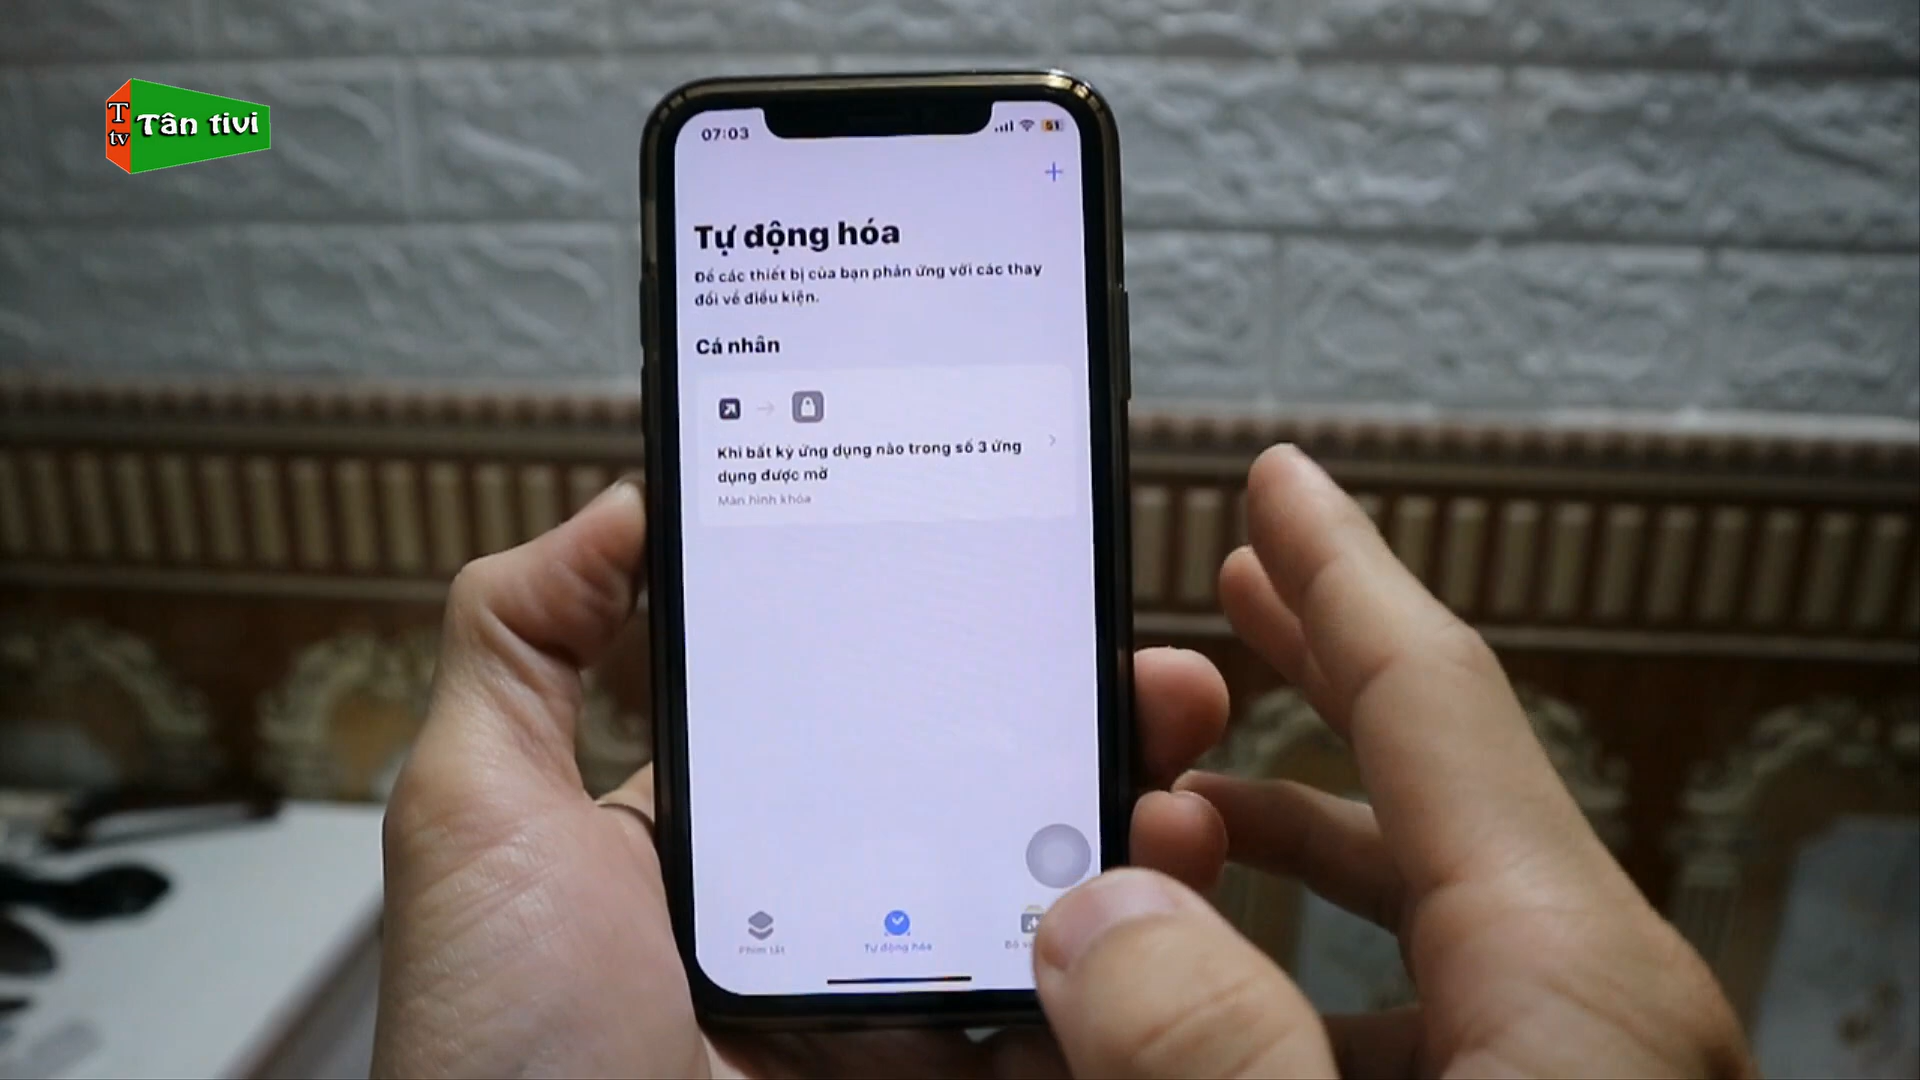 T
tv
Tân tivi
07:03
51
Tự động hóa
Để các thiết bị của bạn phản ứng với các thay
đổi về điều kiện.
Cá nhân
Khi bất kỳ ứng dụng nào trong số 3 ứng
dụng được mở
Màn hình khóa
Phím tắt
Tự động hóa
Bộ